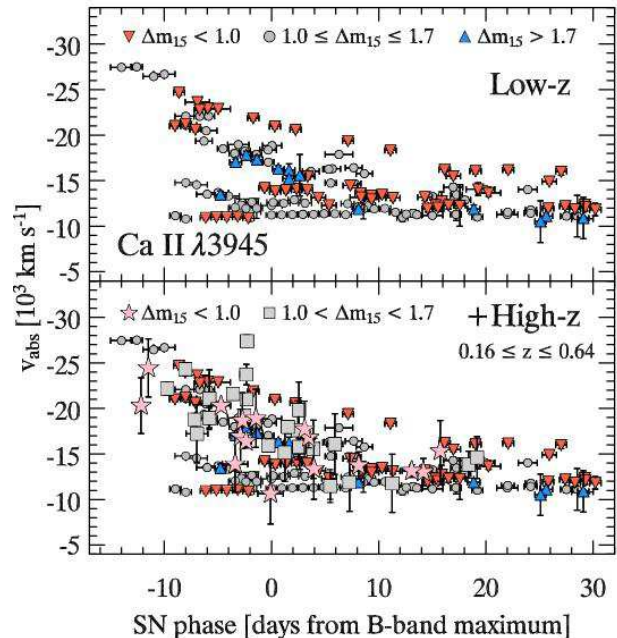 -30
-25
-20
-15
-10
-5
Δm₁₅ < 1.0 1.0 ≤ Δm₁₅ ≤ 1.7 Δm₁₅ > 1.7
Low-z
Ca II λ3945
v_abs [10³ km s⁻¹]
-30
-25
-20
-15
-10
-5
Δm₁₅ < 1.0 1.0 < Δm₁₅ < 1.7
+High-z
0.16 ≤ z ≤ 0.64
-10 0 10 20 30
SN phase [days from B-band maximum]